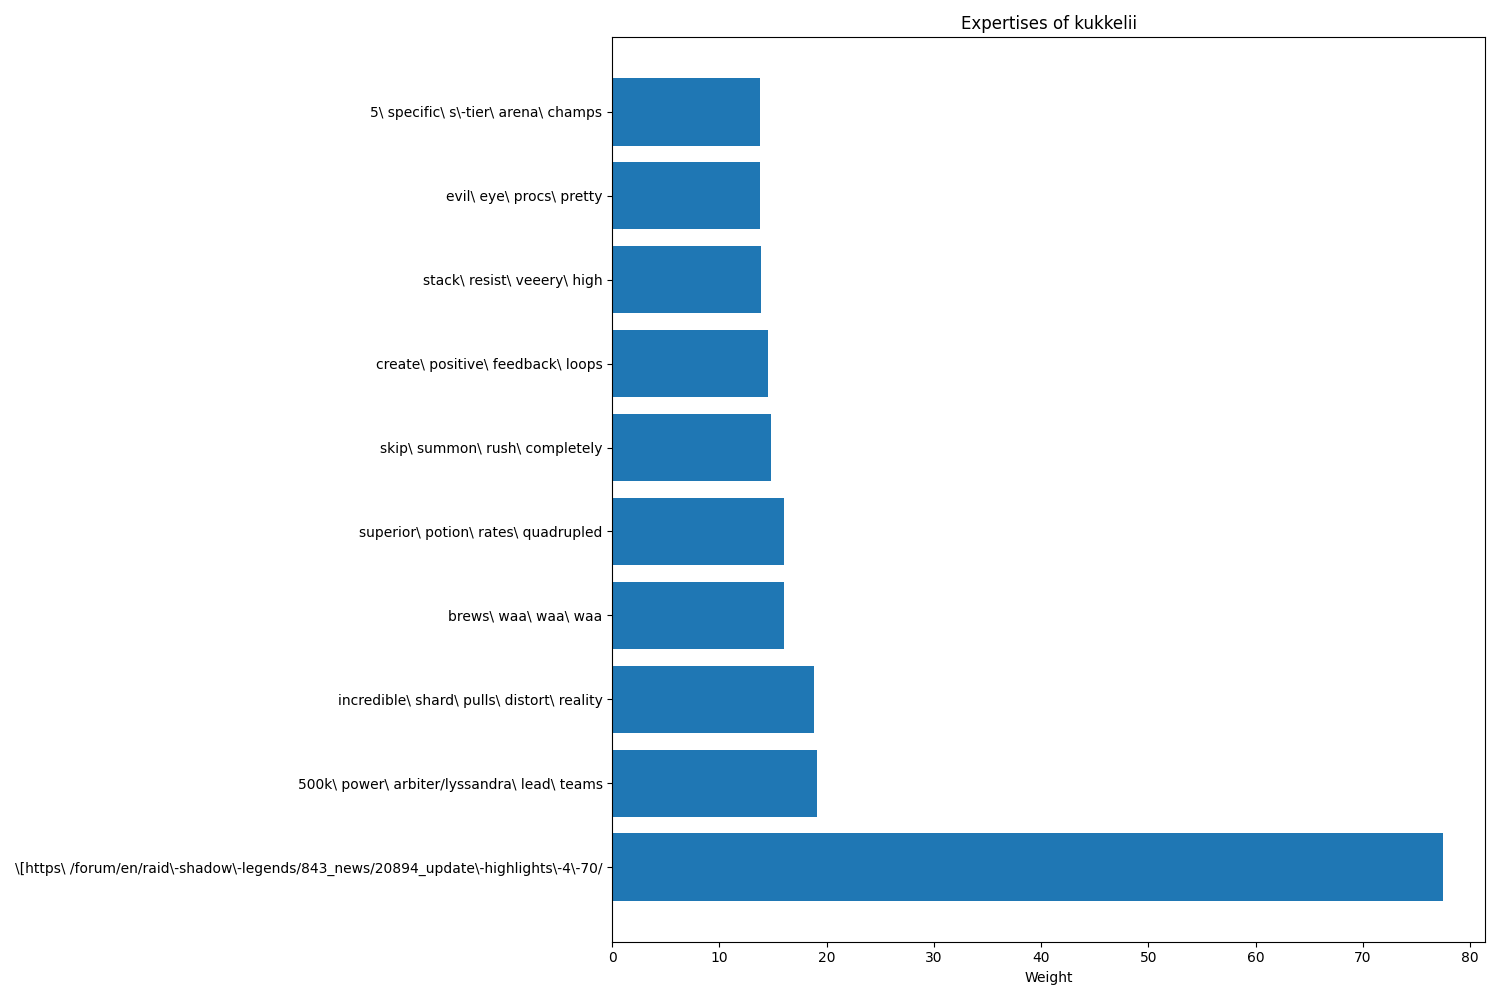 Expertises of kukkelii
5\ specific\ s\-tier\ arena\ champs
evil\ eye\ procs\ pretty
stack\ resist\ veeery\ high
create\ positive\ feedback\ loops
skip\ summon\ rush\ completely
superior\ potion\ rates\ quadrupled
brews\ waa\ waa\ waa
incredible\ shard\ pulls\ distort\ reality
500k\ power\ arbiter/lyssandra\ lead\ teams
\[https\ /forum/en/raid\-shadow\-legends/843_news/20894_update\-highlights\-4\-70/
0 10 20 30 40 50 60 70 80
Weight